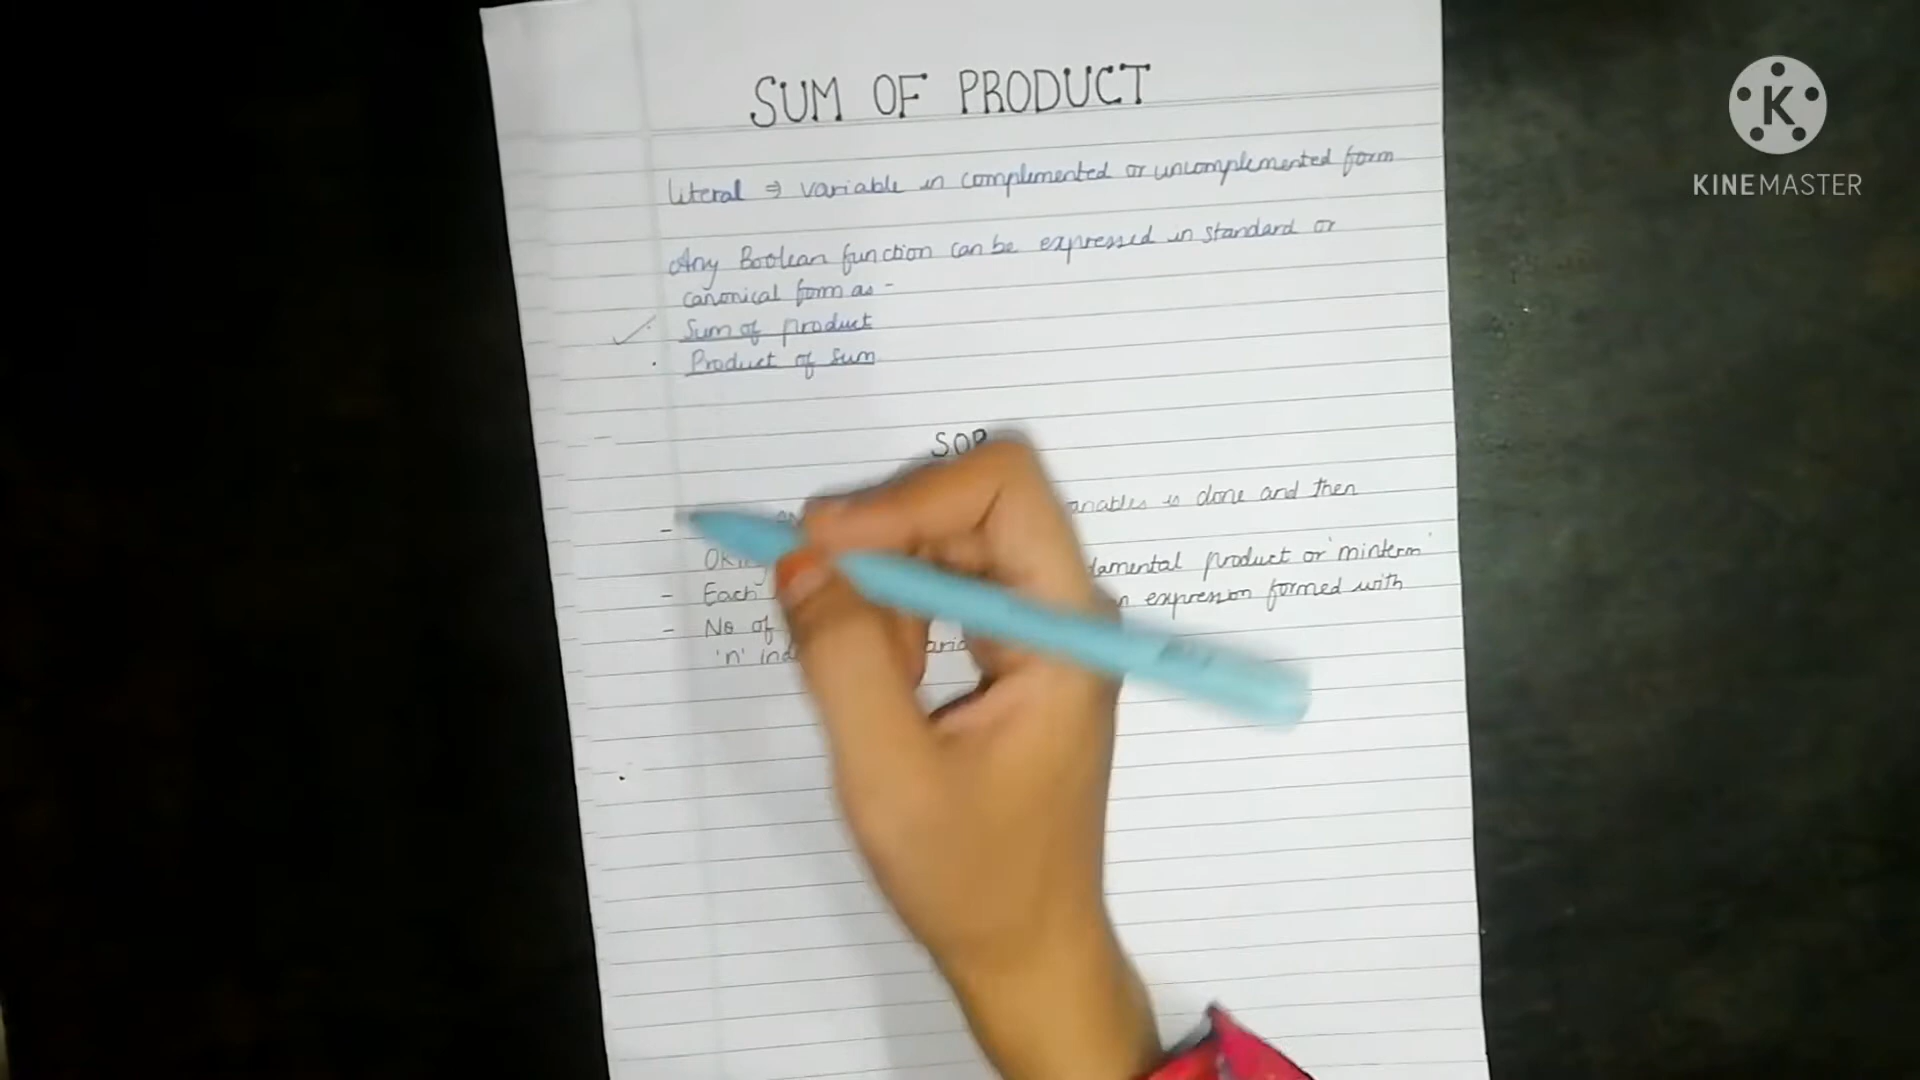 SUM OF PRODUCT
K
KINEMASTER
Literal ⇒ variable in complemented or uncomplemented form
Any Boolean function can be expressed in standard or
canonical form as -
✓ Sum of product
. Product of Sum
SOP
- is done and then
product or 'minterm'
- Each expression formed with
- No of
'n'